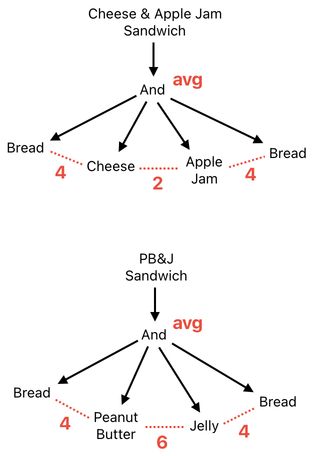 Cheese & Apple Jam
Sandwich
avg
And
Bread
Cheese
Apple
Jam
Bread
4
2
4
PB&J
Sandwich
avg
And
Bread
Peanut
Butter
Jelly
Bread
4
6
4